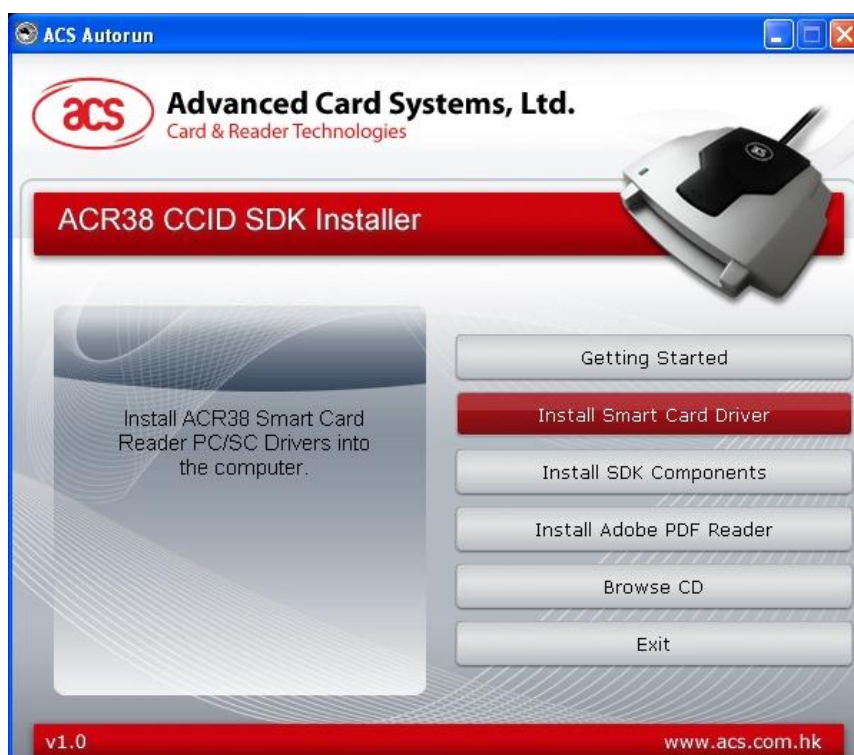 ACS Autorun
acs
Advanced Card Systems, Ltd.
Card & Reader Technologies
ACS
ACR38 CCID SDK Installer
Install ACR38 Smart Card
Reader PC/SC Drivers into
the computer.
Getting Started
Install Smart Card Driver
Install SDK Components
Install Adobe PDF Reader
Browse CD
Exit
v1.0
www.acs.com.hk